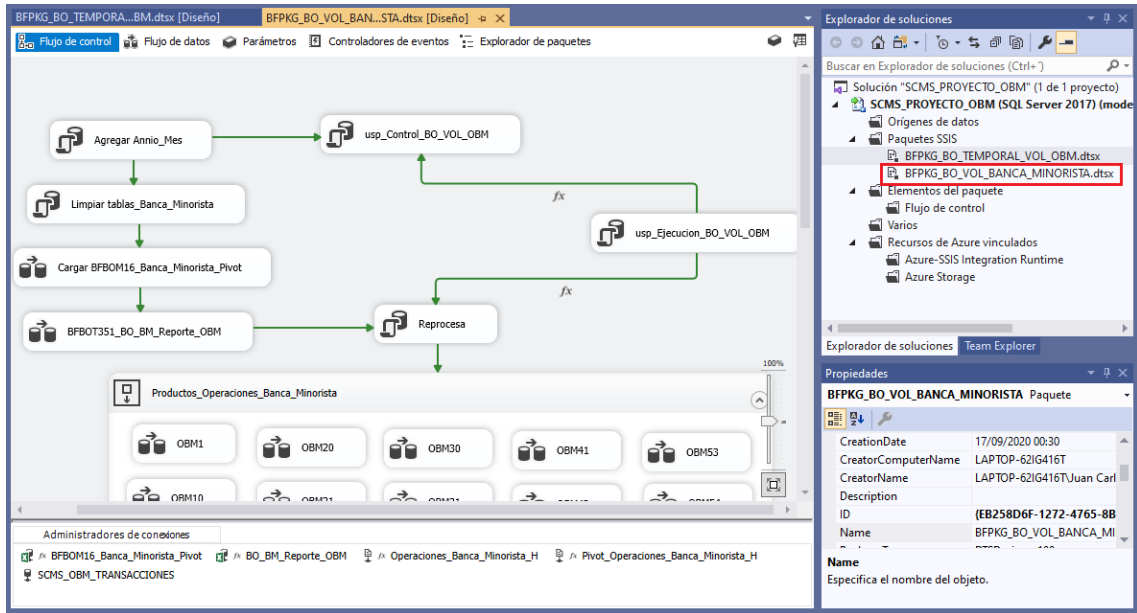 BFPKG_BO_TEMPORA...BM.dtsx [Diseño]
BFPKG_BO_VOL_BAN...STA.dtsx [Diseño]
Flujo de control
Flujo de datos
Parámetros
Controladores de eventos
Explorador de paquetes
Agregar Annio_Mes
usp_Control_BO_VOL_OBM
Limpiar tablas_Banca_Minorista
fx
usp_Ejecucion_BO_VOL_OBM
Cargar BFBOM16_Banca_Minorista_Pivot
fx
BFBOT351_BO_BM_Reporte_OBM
Reprocesa
100%
Productos_Operaciones_Banca_Minorista
OBM1
OBM20
OBM30
OBM41
OBM53
OBM10
OBM21
OBM31
Administradores de conexiones
fx BFBOM16_Banca_Minorista_Pivot
fx BO_BM_Reporte_OBM
fx Operaciones_Banca_Minorista_H
fx Pivot_Operaciones_Banca_Minorista_H
SCMS_OBM_TRANSACCIONES
Explorador de soluciones
Buscar en Explorador de soluciones (Ctrl+´)
Solución "SCMS_PROYECTO_OBM" (1 de 1 proyecto)
SCMS_PROYECTO_OBM (SQL Server 2017) (mode
Orígenes de datos
Paquetes SSIS
BFPKG_BO_TEMPORAL_VOL_OBM.dtsx
BFPKG_BO_VOL_BANCA_MINORISTA.dtsx
Elementos del paquete
Flujo de control
Varios
Recursos de Azure vinculados
Azure-SSIS Integration Runtime
Azure Storage
Explorador de soluciones
Team Explorer
Propiedades
BFPKG_BO_VOL_BANCA_MINORISTA Paquete
CreationDate 17/09/2020 00:30
CreatorComputerName LAPTOP-62IG416T
CreatorName LAPTOP-62IG416T\Juan Carl
Description
ID {EB258D6F-1272-4765-8B
Name BFPKG_BO_VOL_BANCA_MI
Name
Especifica el nombre del objeto.